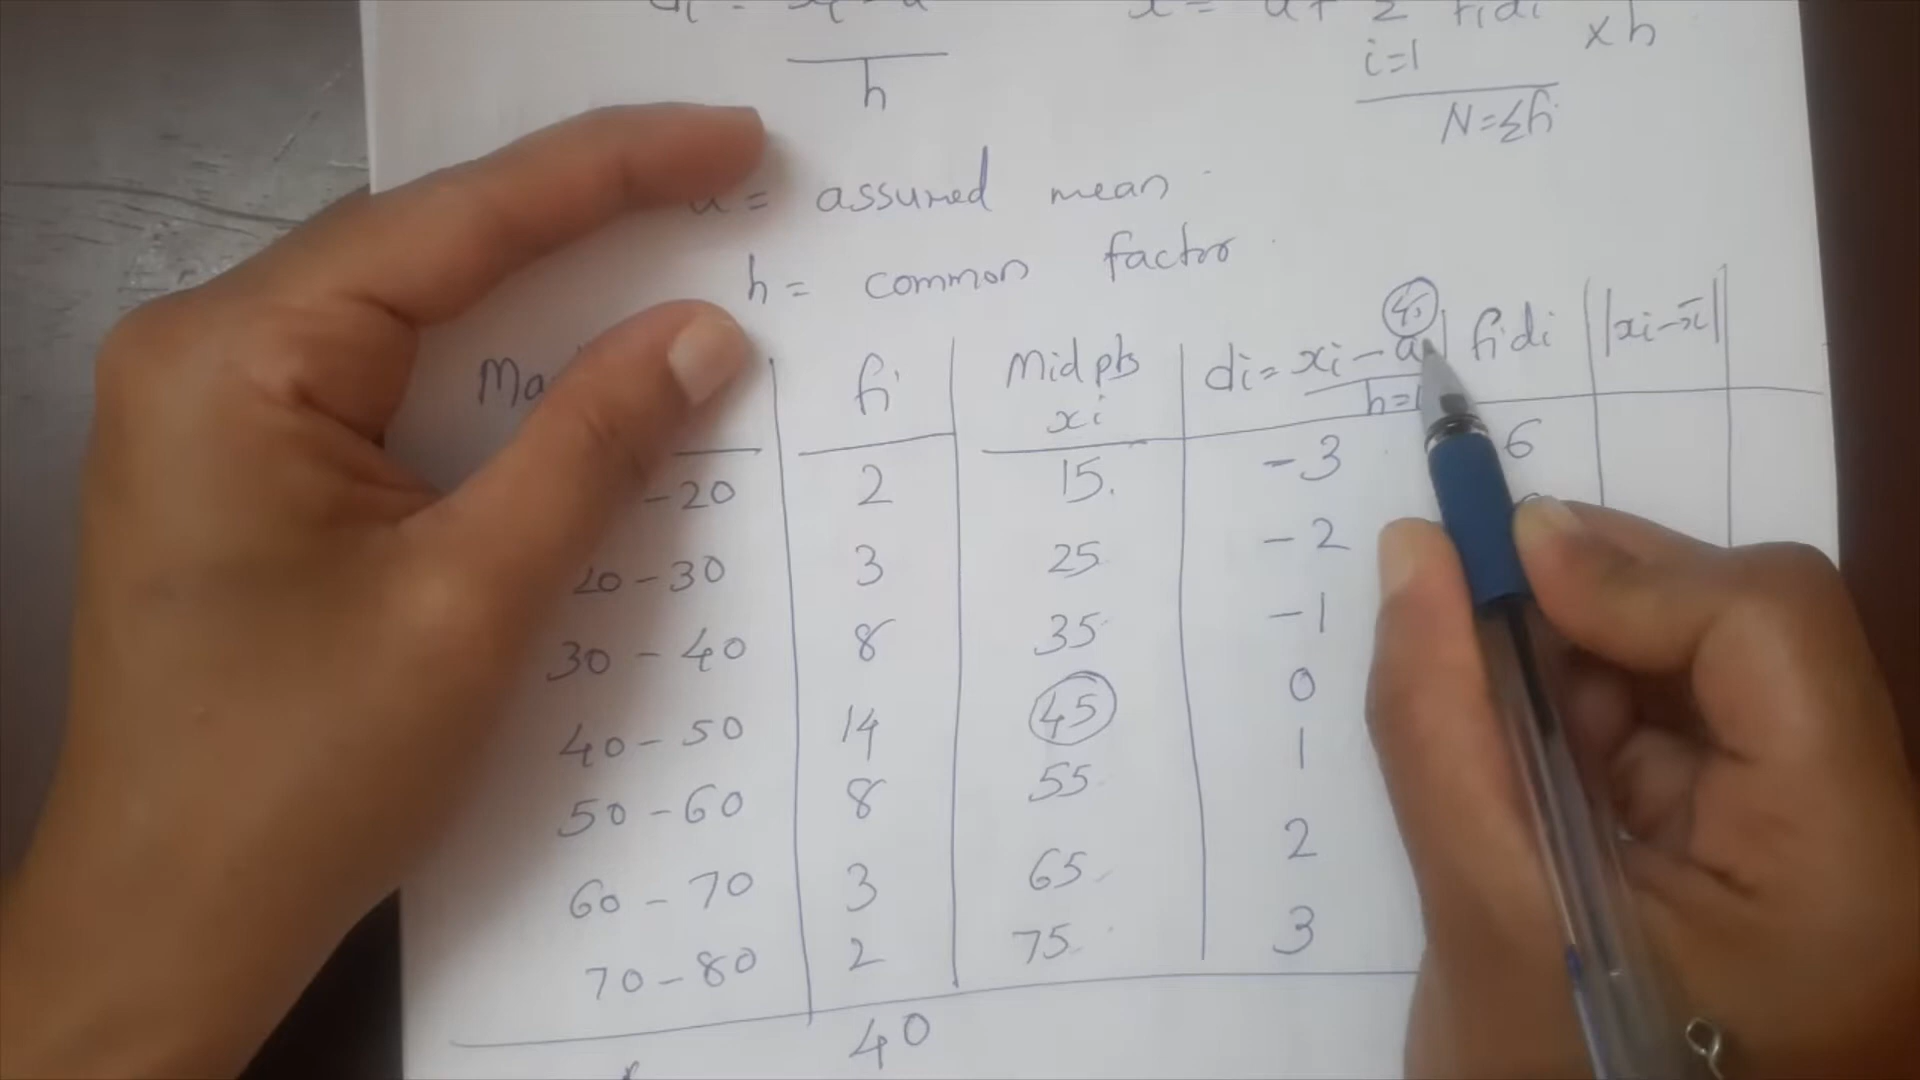 h
i=1
× h
N=Σfi
a = assured mean
h = common factor
fi
Mid pts
xi
di = xi - a
45
h=1
fidi
|xi-x̄|
-20 2 15. -3 6
20-30 3 25 -2
30-40 8 35 -1
40-50 14 45 0
50-60 8 55 1
60-70 3 65 2
70-80 2 75 3
40